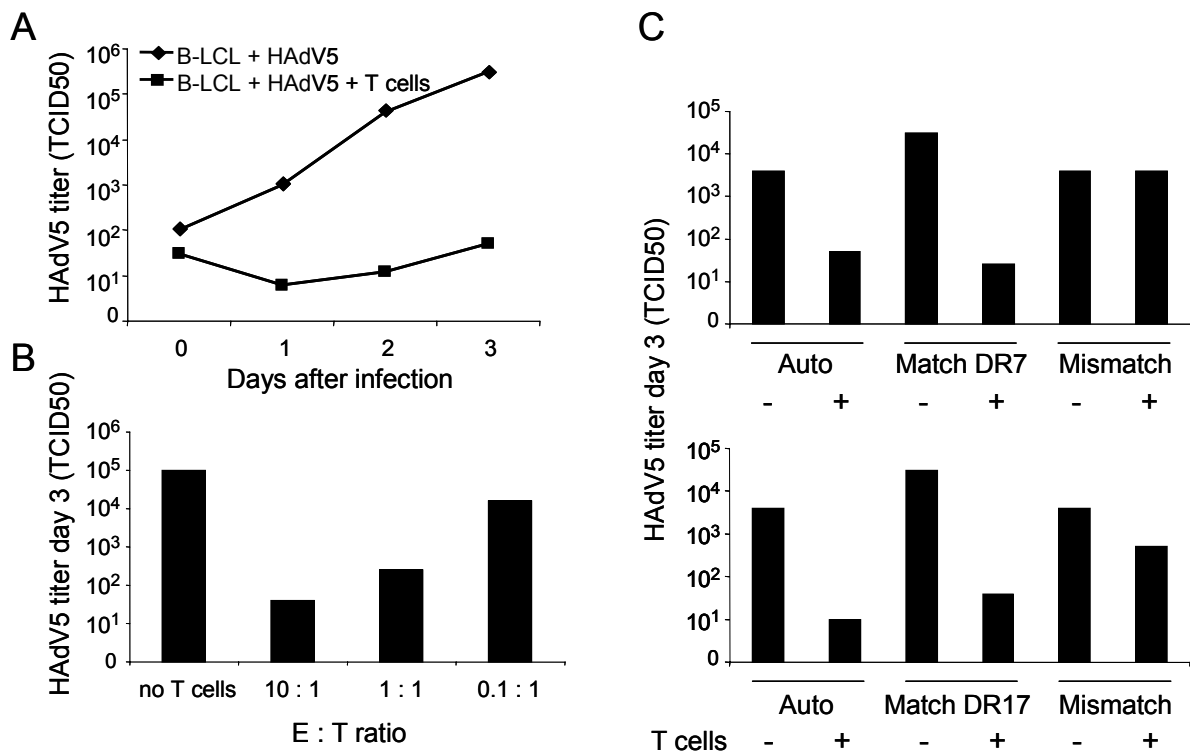 A
HAdV5 titer (TCID50)
10⁶
10⁵
10⁴
10³
10²
10¹
0
B-LCL + HAdV5
B-LCL + HAdV5 + T cells
0 1 2 3
Days after infection
B
HAdV5 titer day 3 (TCID50)
10⁶
10⁵
10⁴
10³
10²
10¹
0
no T cells 10 : 1 1 : 1 0.1 : 1
E : T ratio
C
HAdV5 titer day 3 (TCID50)
10⁵
10⁴
10³
10²
10¹
0
Auto Match DR7 Mismatch
- + - + - +
10⁵
10⁴
10³
10²
10¹
0
Auto Match DR17 Mismatch
T cells - + - + - +